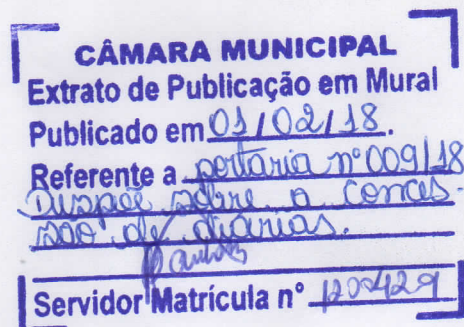 CÂMARA MUNICIPAL
Extrato de Publicação em Mural
Publicado em 01/02/18.
Referente a portaria nº 009/18
Dispõe sobre a conces-
são de diárias.
Servidor Matrícula nº